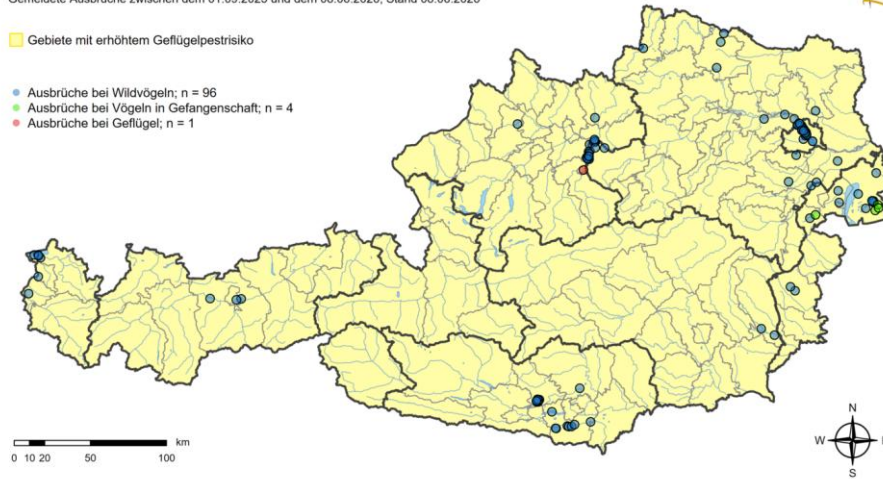 Gebiete mit erhöhtem Geflügelpestrisiko
Ausbrüche bei Wildvögeln; n = 96
Ausbrüche bei Vögeln in Gefangenschaft; n = 4
Ausbrüche bei Geflügel; n = 1
N
W
S
km
0 10 20 50 100